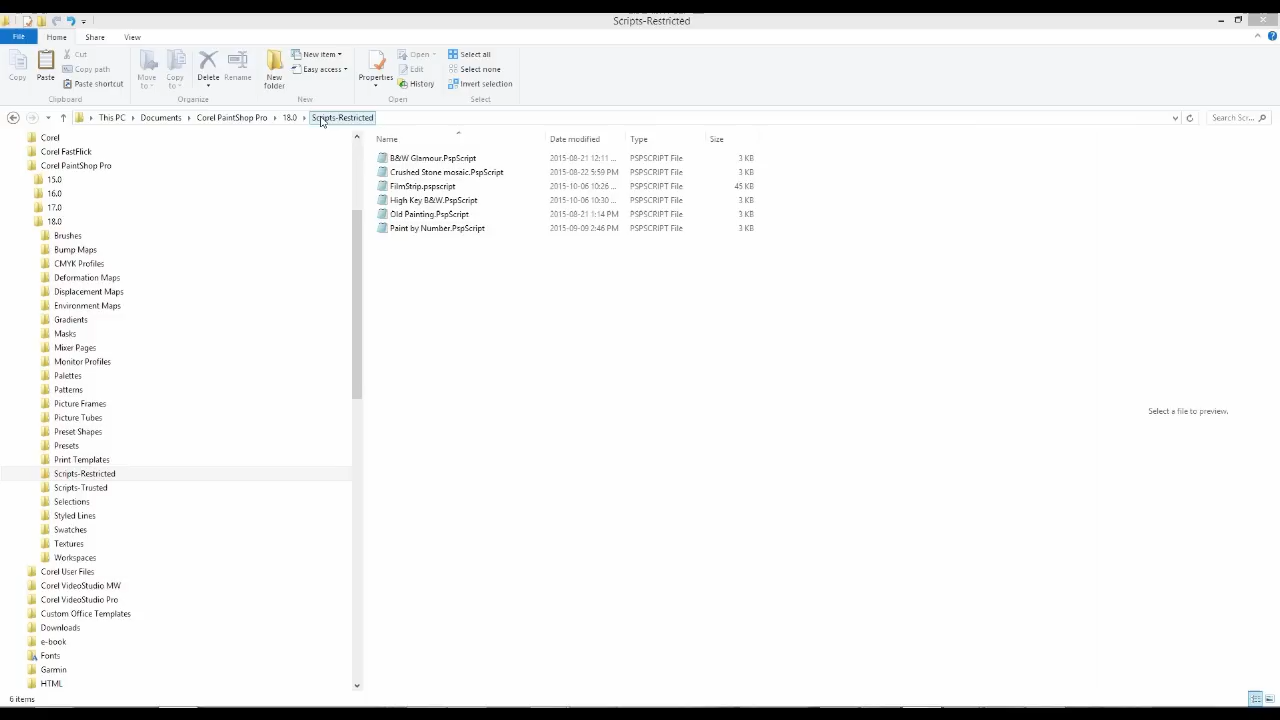 Scripts-Restricted
File Home Share View
Copy
Paste
Cut
Copy path
Paste shortcut
Clipboard
Move to
Copy to
Delete
Rename
Organize
New folder
New item
Easy access
New
Properties
Open
Edit
History
Open
Select all
Select none
Invert selection
Select
This PC Documents Corel PaintShop Pro 18.0 Scripts-Restricted
Search Scr...
Corel
Corel FastFlick
Corel PaintShop Pro
15.0
16.0
17.0
18.0
Brushes
Bump Maps
CMYK Profiles
Deformation Maps
Displacement Maps
Environment Maps
Gradients
Masks
Mixer Pages
Monitor Profiles
Palettes
Patterns
Picture Frames
Picture Tubes
Preset Shapes
Presets
Print Templates
Scripts-Restricted
Scripts-Trusted
Selections
Styled Lines
Swatches
Textures
Workspaces
Corel User Files
Corel VideoStudio MW
Corel VideoStudio Pro
Custom Office Templates
Downloads
e-book
Fonts
Garmin
HTML
Name Date modified Type Size
B&W Glamour.PspScript 2015-08-21 12:11 ... PSPSCRIPT File 3 KB
Crushed Stone mosaic.PspScript 2015-08-22 5:59 PM PSPSCRIPT File 3 KB
FilmStrip.pspscript 2015-10-06 10:26 ... PSPSCRIPT File 45 KB
High Key B&W.PspScript 2015-10-06 10:30 ... PSPSCRIPT File 3 KB
Old Painting.PspScript 2015-08-21 1:14 PM PSPSCRIPT File 3 KB
Paint by Number.PspScript 2015-09-09 2:46 PM PSPSCRIPT File 3 KB
Select a file to preview.
6 items